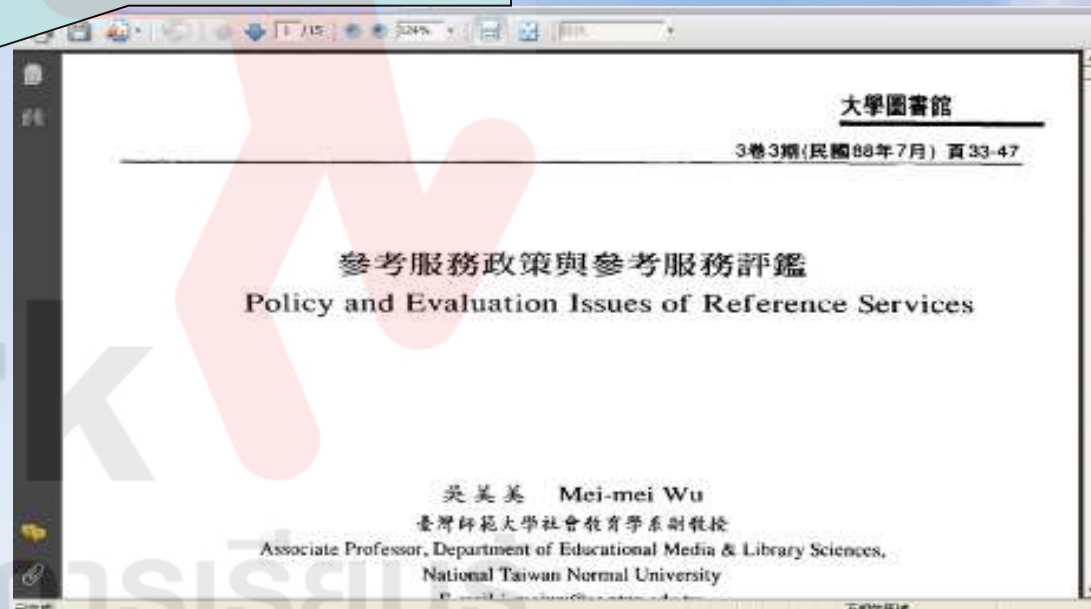 1 /15 124%
大學圖書館
3卷3期(民國88年7月) 頁33-47
參考服務政策與參考服務評鑑
Policy and Evaluation Issues of Reference Services
吳美美 Mei-mei Wu
臺灣師範大學社會教育學系副教授
Associate Professor, Department of Educational Media & Library Sciences,
National Taiwan Normal University